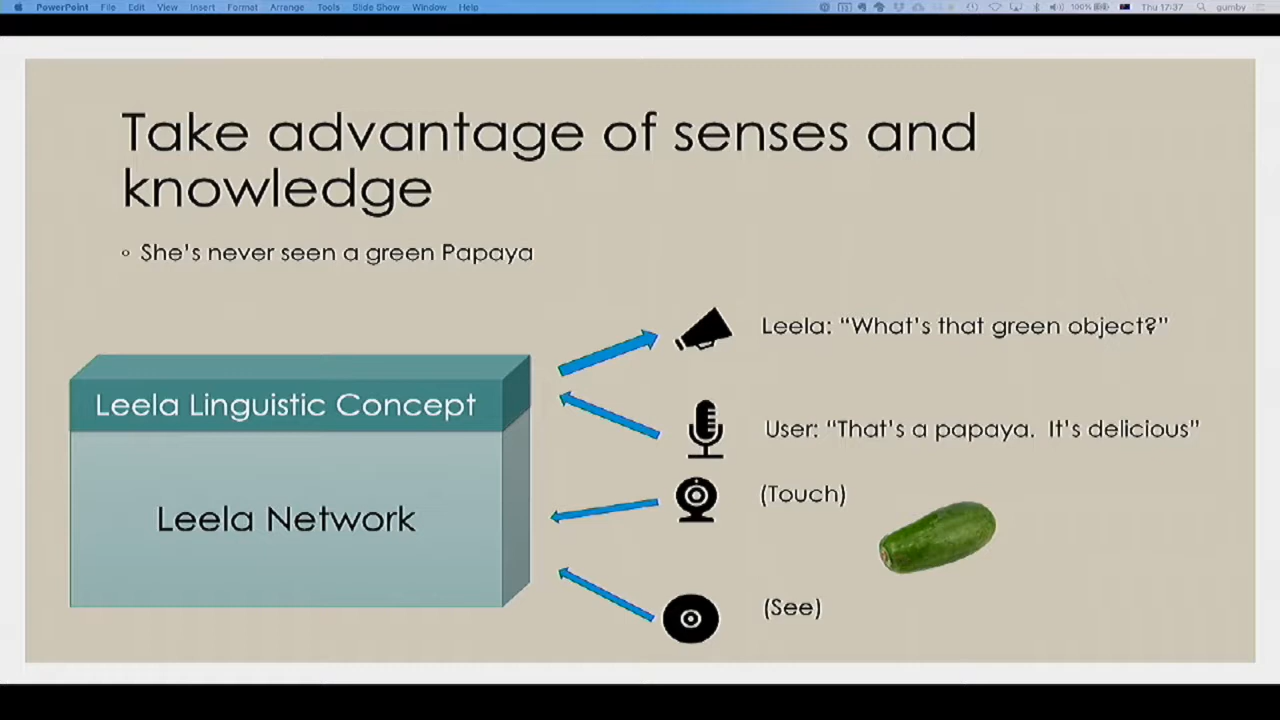 PowerPoint File Edit View Insert Format Arrange Tools Slide Show Window Help
100% Thu 17:37 gumby
Take advantage of senses and
knowledge
She's never seen a green Papaya
Leela: “What's that green object?”
Leela Linguistic Concept
User: “That's a papaya. It's delicious”
(Touch)
Leela Network
(See)